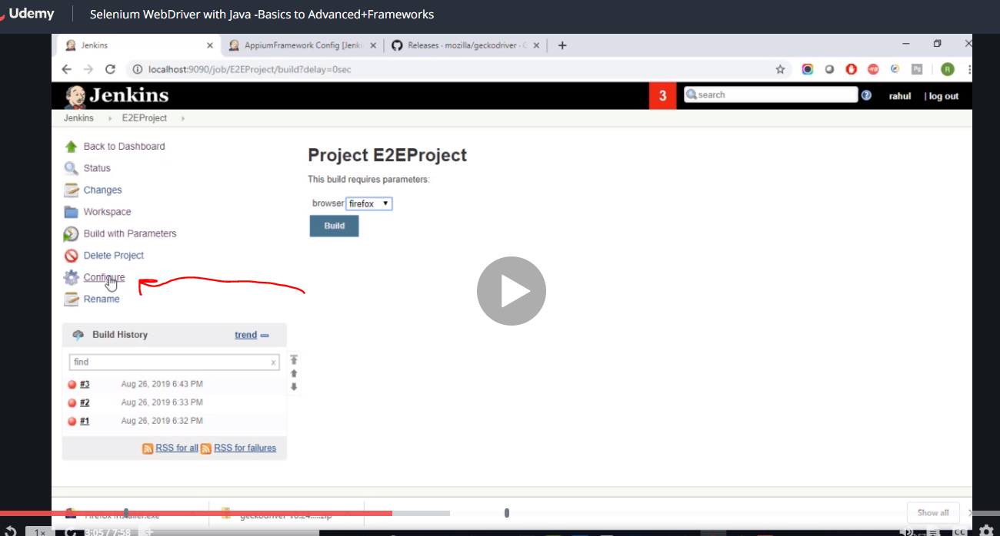 Udemy
Selenium WebDriver with Java -Basics to Advanced+Frameworks
Jenkins
AppiumFramework Config [Jenki
Releases · mozilla/geckodriver · G
localhost:9090/job/E2EProject/build?delay=0sec
Jenkins
3
search
rahul
| log out
Jenkins
E2EProject
Back to Dashboard
Status
Changes
Workspace
Build with Parameters
Delete Project
Configure
Rename
Project E2EProject
This build requires parameters:
browser firefox
Build
Build History
trend
find
x
#3 Aug 26, 2019 6:43 PM
#2 Aug 26, 2019 6:33 PM
#1 Aug 26, 2019 6:32 PM
RSS for all RSS for failures
Firefox Installer.exe
Show all
1x
3:05 / 7:58
CC